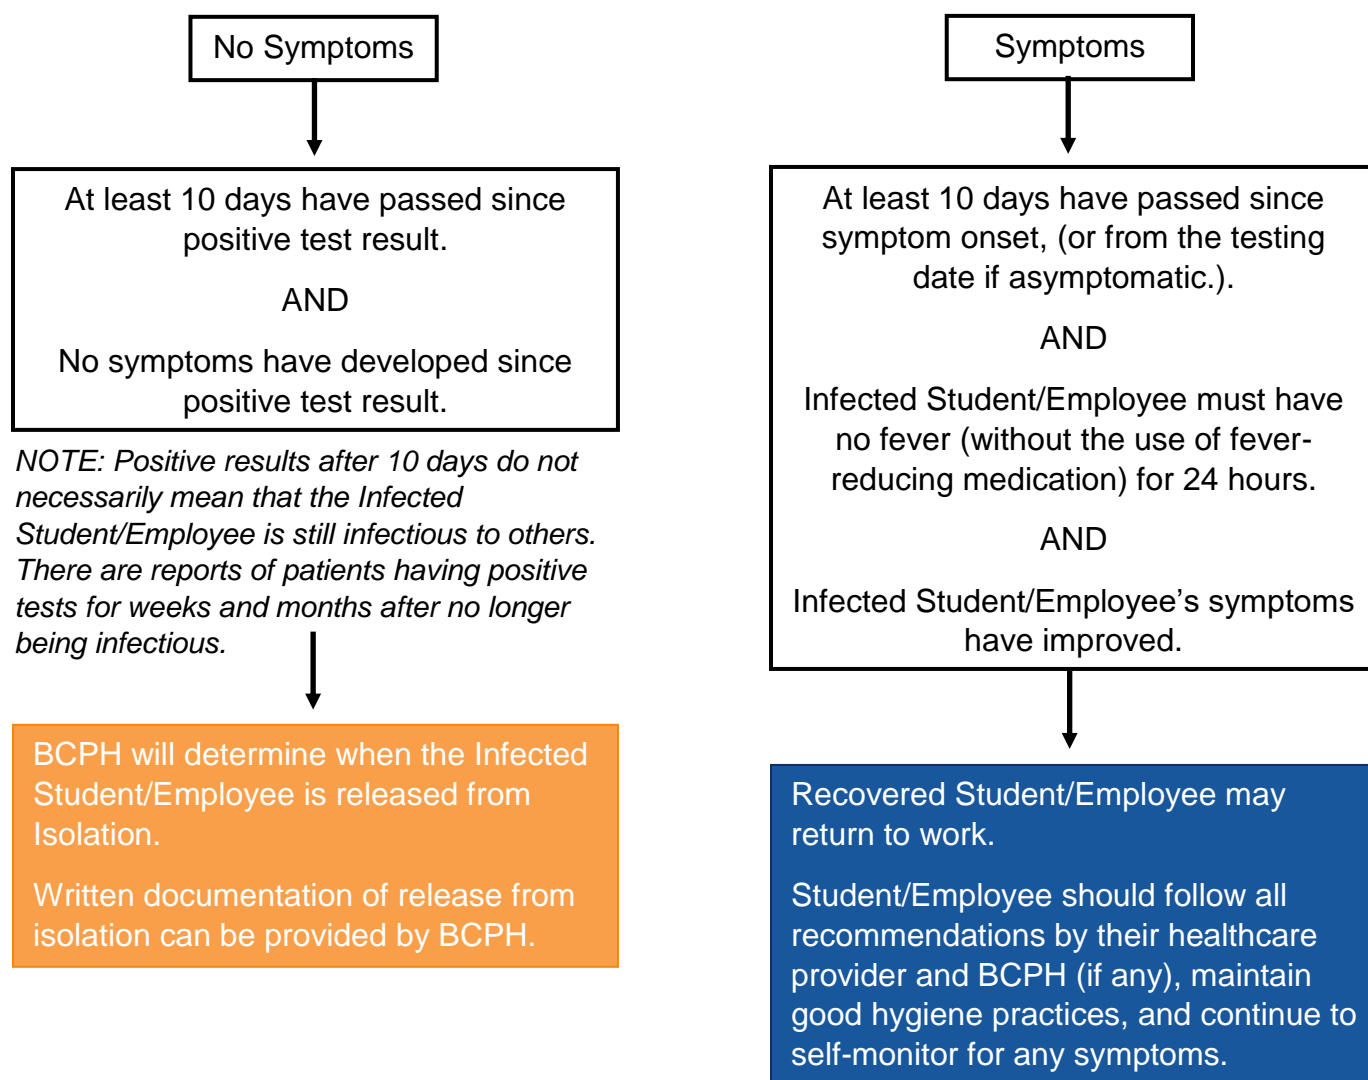 No Symptoms
At least 10 days have passed since
positive test result.
AND
No symptoms have developed since
positive test result.
NOTE: Positive results after 10 days do not
necessarily mean that the Infected
Student/Employee is still infectious to others.
There are reports of patients having positive
tests for weeks and months after no longer
being infectious.
BCPH will determine when the Infected
Student/Employee is released from
Isolation.
Written documentation of release from
isolation can be provided by BCPH.
Symptoms
At least 10 days have passed since
symptom onset, (or from the testing
date if asymptomatic.).
AND
Infected Student/Employee must have
no fever (without the use of fever-
reducing medication) for 24 hours.
AND
Infected Student/Employee’s symptoms
have improved.
Recovered Student/Employee may
return to work.
Student/Employee should follow all
recommendations by their healthcare
provider and BCPH (if any), maintain
good hygiene practices, and continue to
self-monitor for any symptoms.